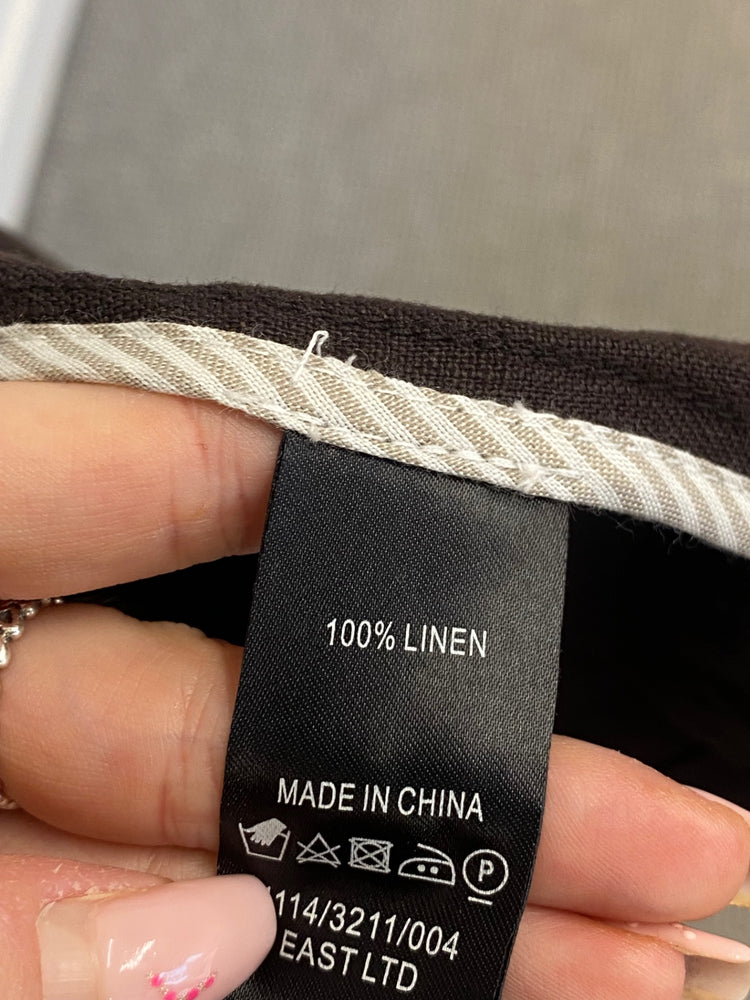 100% LINEN
MADE IN CHINA
P
114/3211/004
EAST LTD